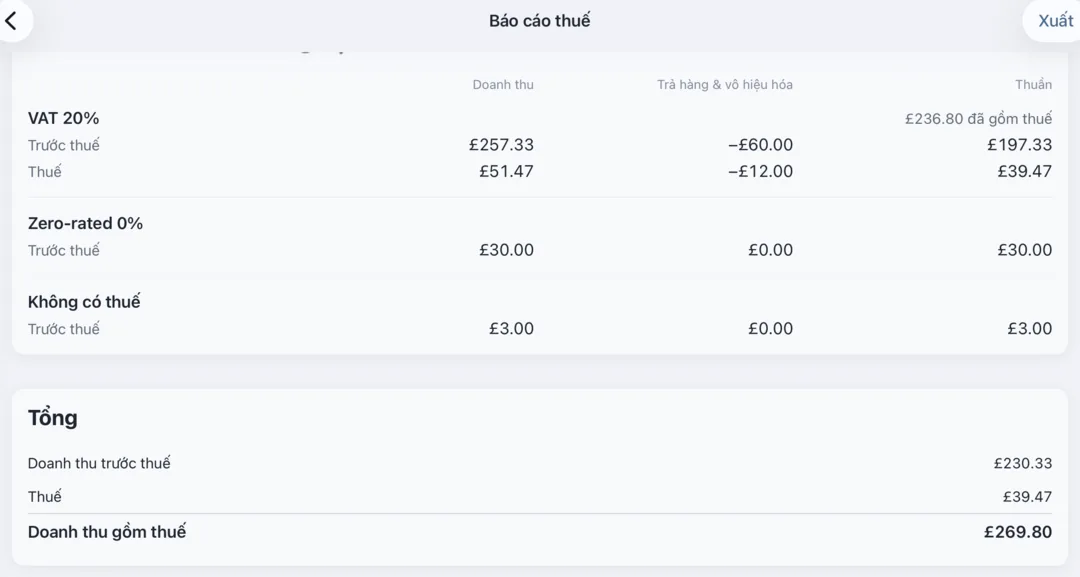 Báo cáo thuế
Xuất
Doanh thu Trả hàng & vô hiệu hóa Thuần
VAT 20% £236.80 đã gồm thuế
Trước thuế £257.33 –£60.00 £197.33
Thuế £51.47 –£12.00 £39.47
Zero-rated 0%
Trước thuế £30.00 £0.00 £30.00
Không có thuế
Trước thuế £3.00 £0.00 £3.00
Tổng
Doanh thu trước thuế £230.33
Thuế £39.47
Doanh thu gồm thuế £269.80